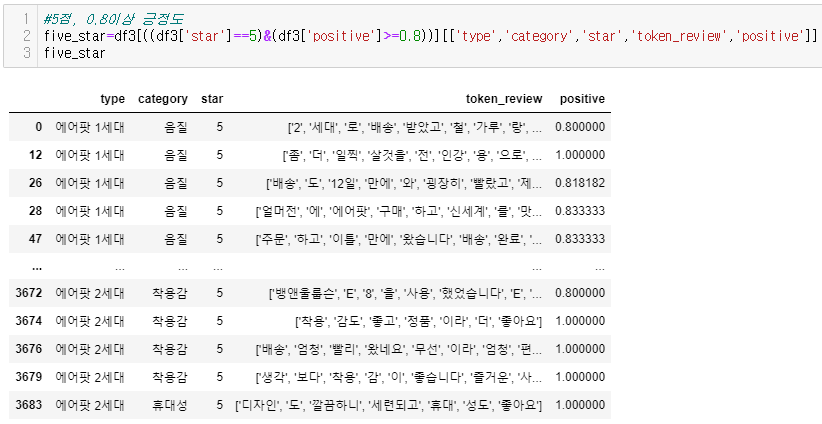 1 #5점, 0.8이상 긍정도
2 five_star=df3[((df3['star']==5)&(df3['positive']>=0.8))][['type','category','star','token_review','positive']]
3 five_star
type category star token_review positive
0 에어팟 1세대 음질 5 ['2', '세대', '로', '배송', '받았고', '철', '가루', '랑', ... 0.800000
12 에어팟 1세대 음질 5 ['좀', '더', '일찍', '살것을', '전', '인강', '용', '으로', ... 1.000000
26 에어팟 1세대 음질 5 ['배송', '도', '12일', '만에', '와', '굉장히', '빨랐고', '제... 0.818182
28 에어팟 1세대 음질 5 ['얼머전', '에', '에어팟', '구매', '하고', '신세계', '를', '맛... 0.833333
47 에어팟 1세대 음질 5 ['주문', '하고', '이틀', '만에', '왔습니다', '배송', '완료', '... 0.833333
... ... ... ... ... ...
3672 에어팟 2세대 착용감 5 ['뱅앤울룹슨', 'E', '8', '을', '사용', '했었습니다', 'E', '... 0.800000
3674 에어팟 2세대 착용감 5 ['착용', '감도', '좋고', '정품', '이라', '더', '좋아요'] 1.000000
3676 에어팟 2세대 착용감 5 ['배송', '엄청', '빨리', '왔네요', '무선', '이라', '엄청', '편... 1.000000
3679 에어팟 2세대 착용감 5 ['생각', '보다', '착용', '감', '이', '좋습니다', '즐거운', '사... 1.000000
3683 에어팟 2세대 휴대성 5 ['디자인', '도', '깔끔하니', '세련되고', '휴대', '성도', '좋아요'] 1.000000